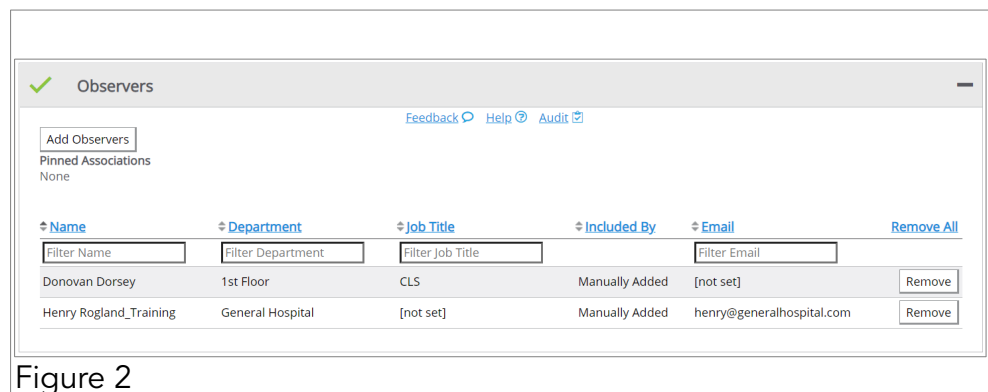 Observers
Feedback Help Audit
Add Observers
Pinned Associations
None
Name Department Job Title Included By Email Remove All
Filter Name Filter Department Filter Job Title Filter Email
Donovan Dorsey 1st Floor CLS Manually Added [not set] Remove
Henry Rogland_Training General Hospital [not set] Manually Added henry@generalhospital.com Remove
Figure 2